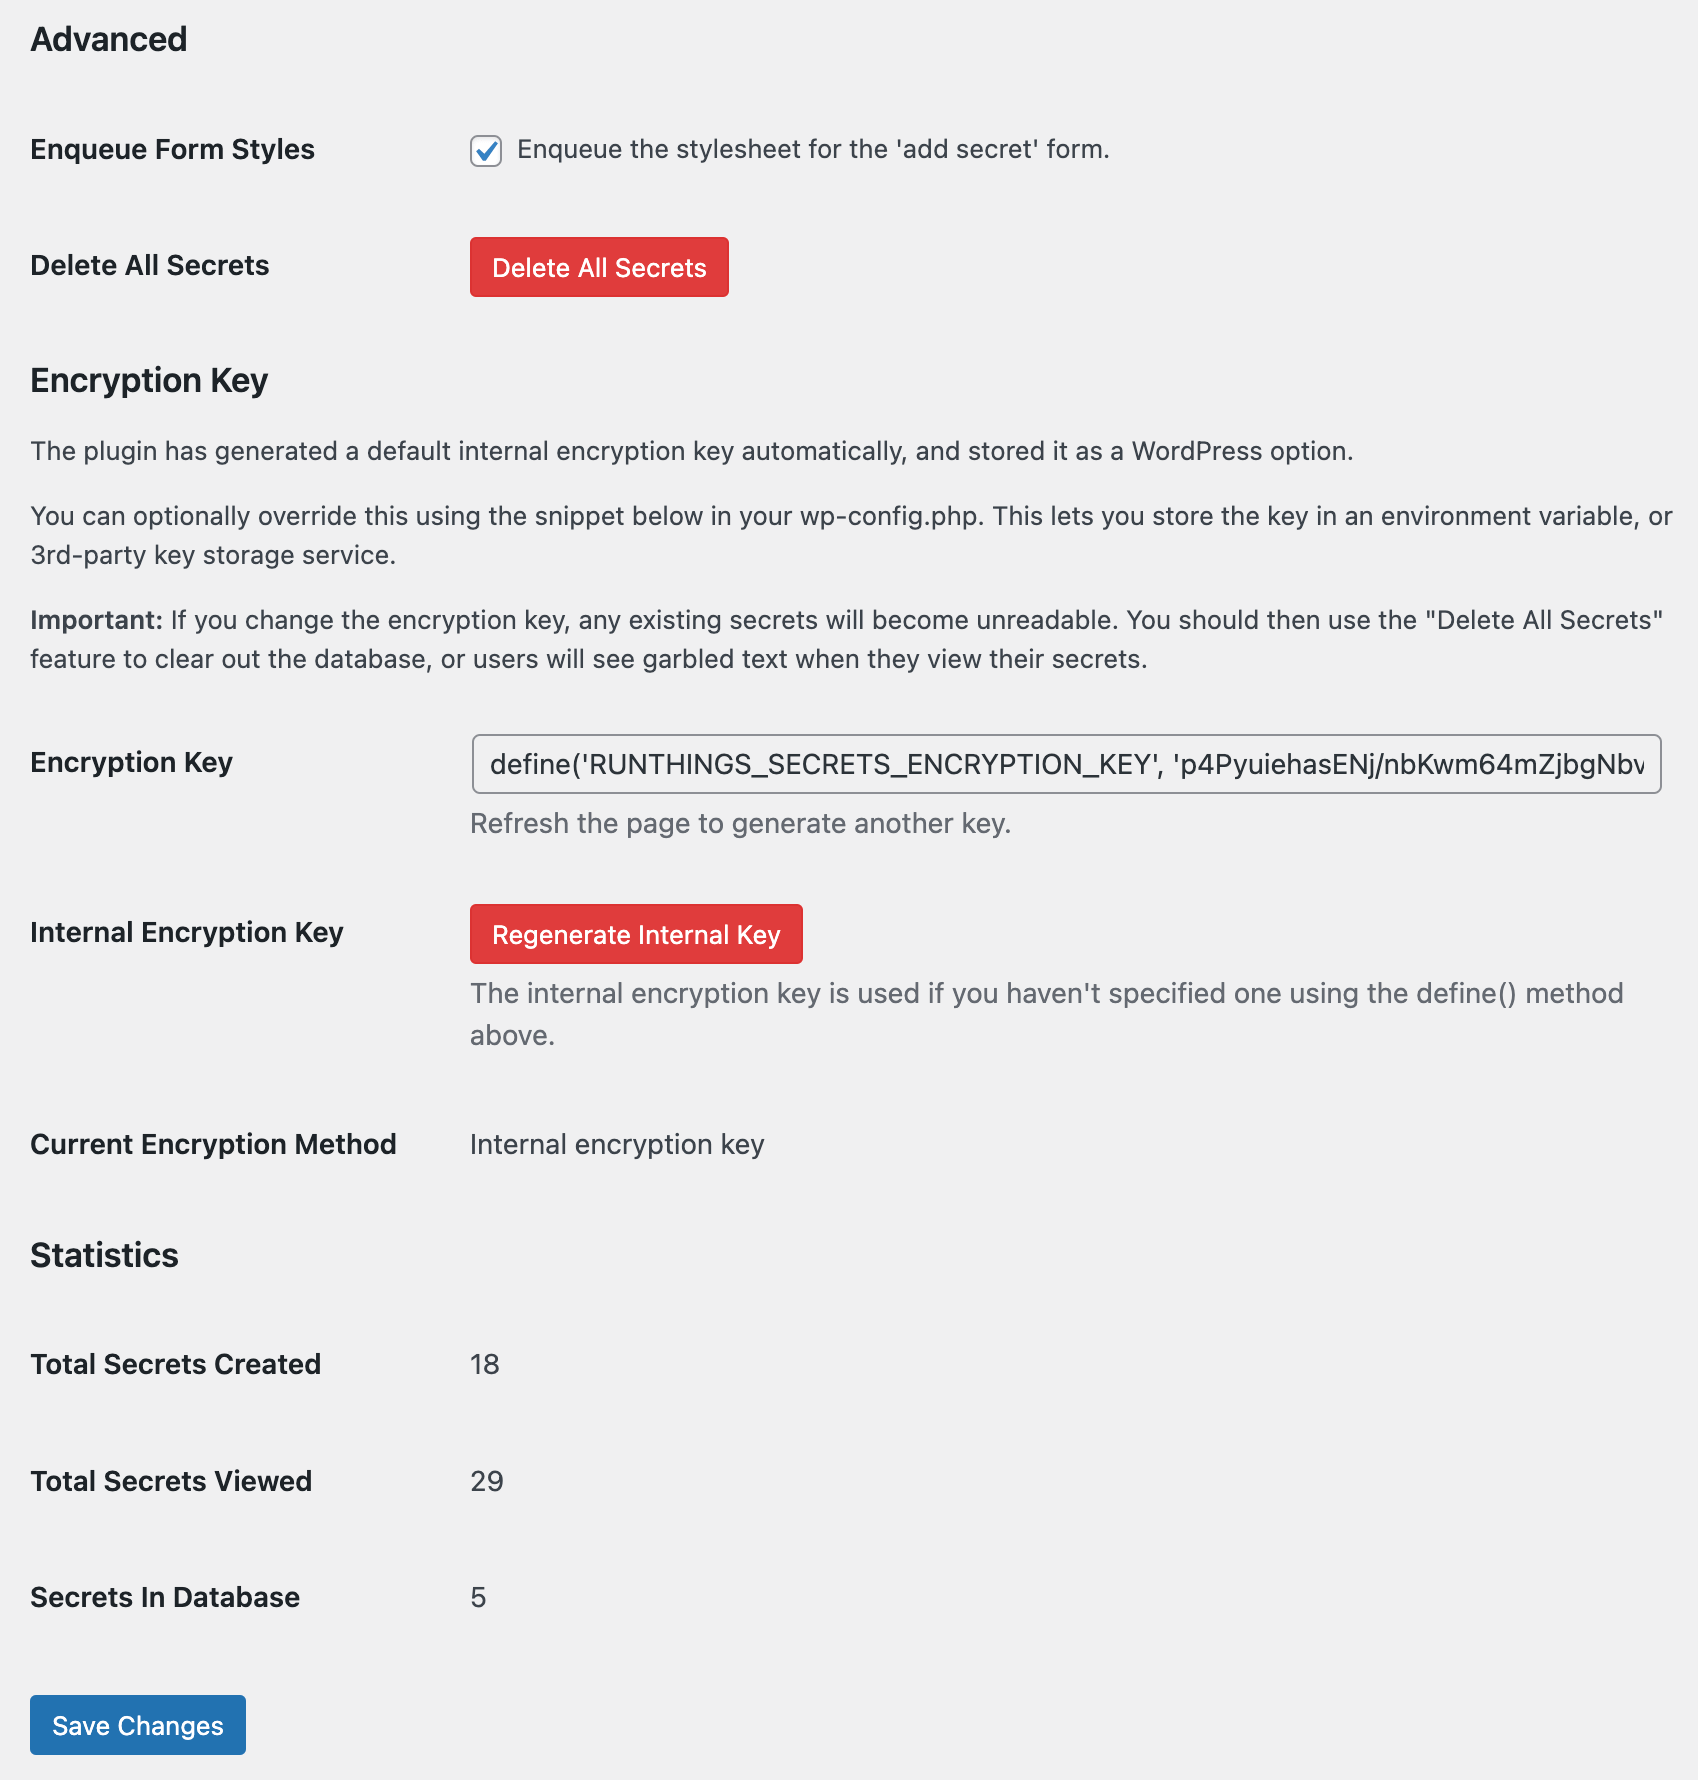 Advanced
Enqueue Form Styles
Enqueue the stylesheet for the 'add secret' form.
Delete All Secrets
Delete All Secrets
Encryption Key
The plugin has generated a default internal encryption key automatically, and stored it as a WordPress option.
You can optionally override this using the snippet below in your wp-config.php. This lets you store the key in an environment variable, or
3rd-party key storage service.
Important: If you change the encryption key, any existing secrets will become unreadable. You should then use the "Delete All Secrets"
feature to clear out the database, or users will see garbled text when they view their secrets.
Encryption Key
define('RUNTHINGS_SECRETS_ENCRYPTION_KEY', 'p4PyuiehasENj/nbKwm64mZjbgNbv
Refresh the page to generate another key.
Internal Encryption Key
Regenerate Internal Key
The internal encryption key is used if you haven't specified one using the define() method
above.
Current Encryption Method
Internal encryption key
Statistics
Total Secrets Created
18
Total Secrets Viewed
29
Secrets In Database
5
Save Changes